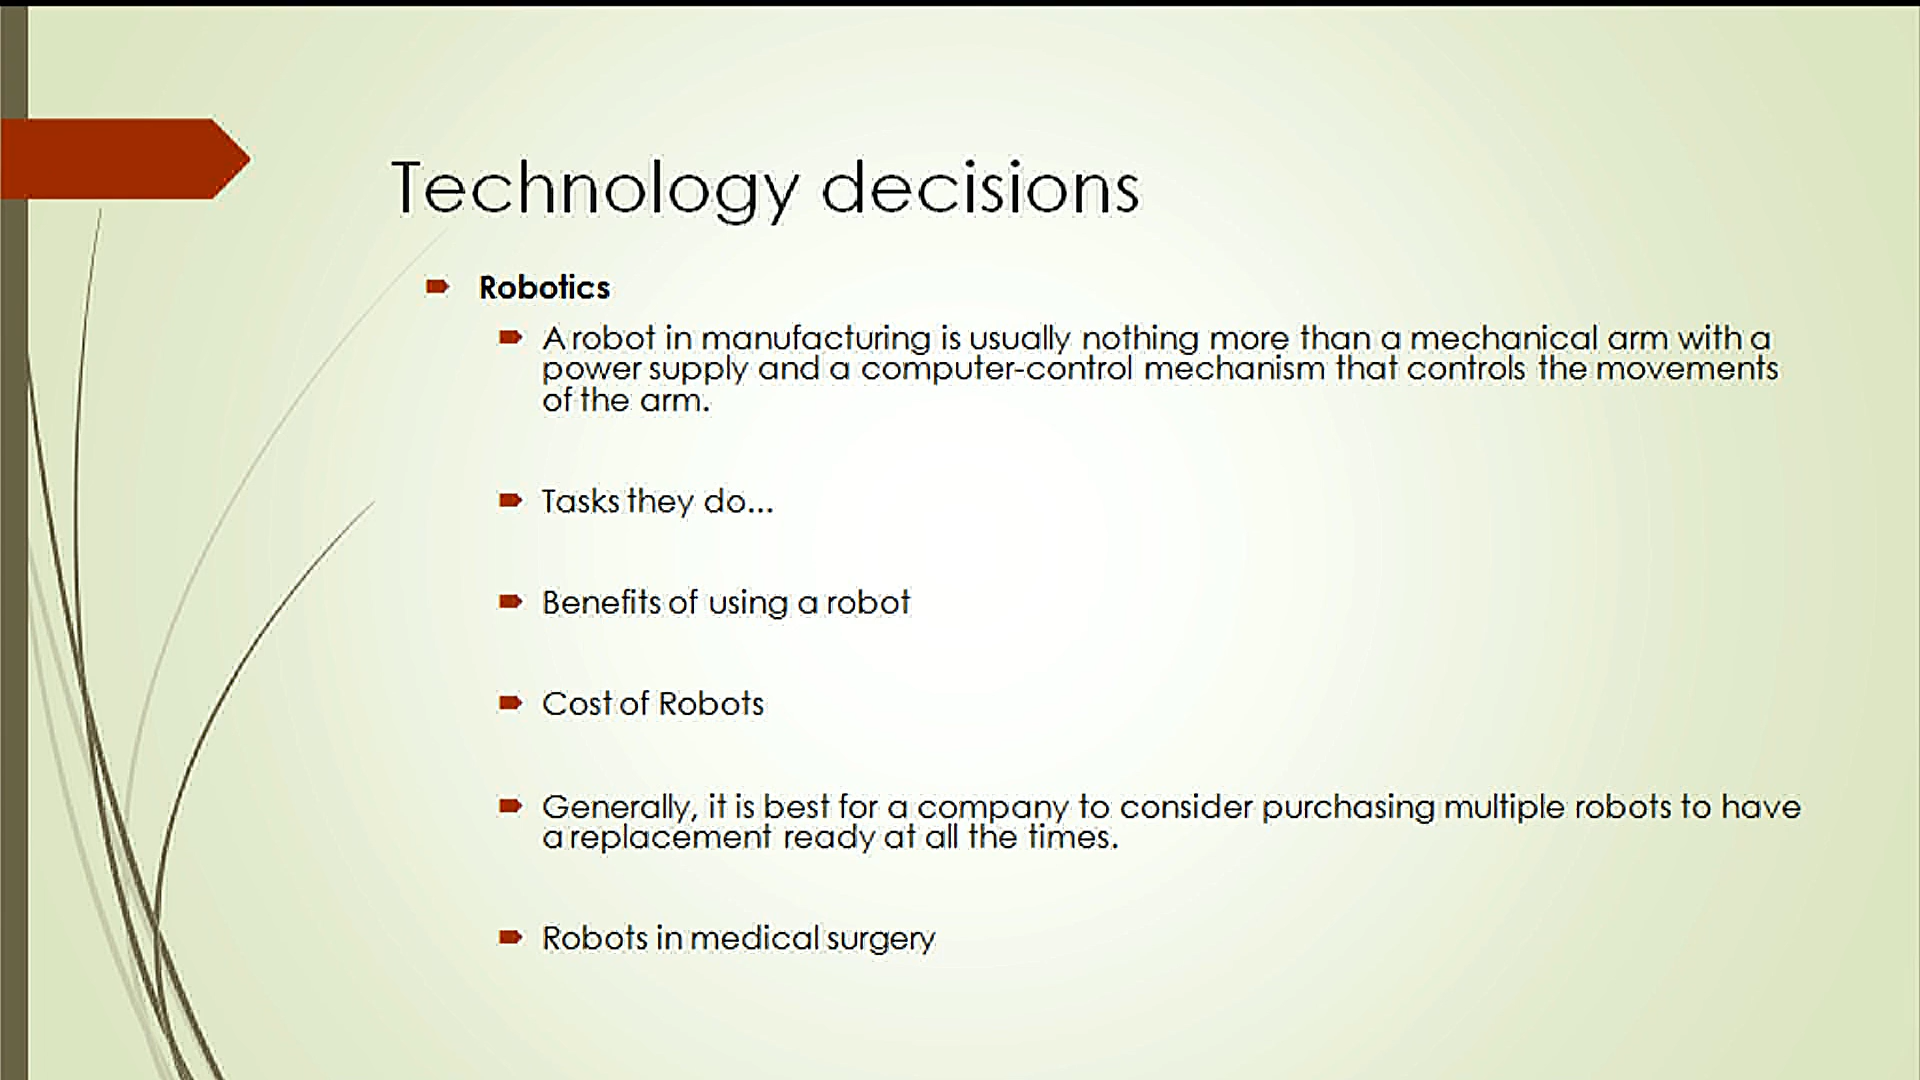 Technology decisions
Robotics
A robot in manufacturing is usually nothing more than a mechanical arm with a
power supply and a computer-control mechanism that controls the movements
of the arm.
Tasks they do...
Benefits of using a robot
Cost of Robots
Generally, it is best for a company to consider purchasing multiple robots to have
a replacement ready at all the times.
Robots in medical surgery